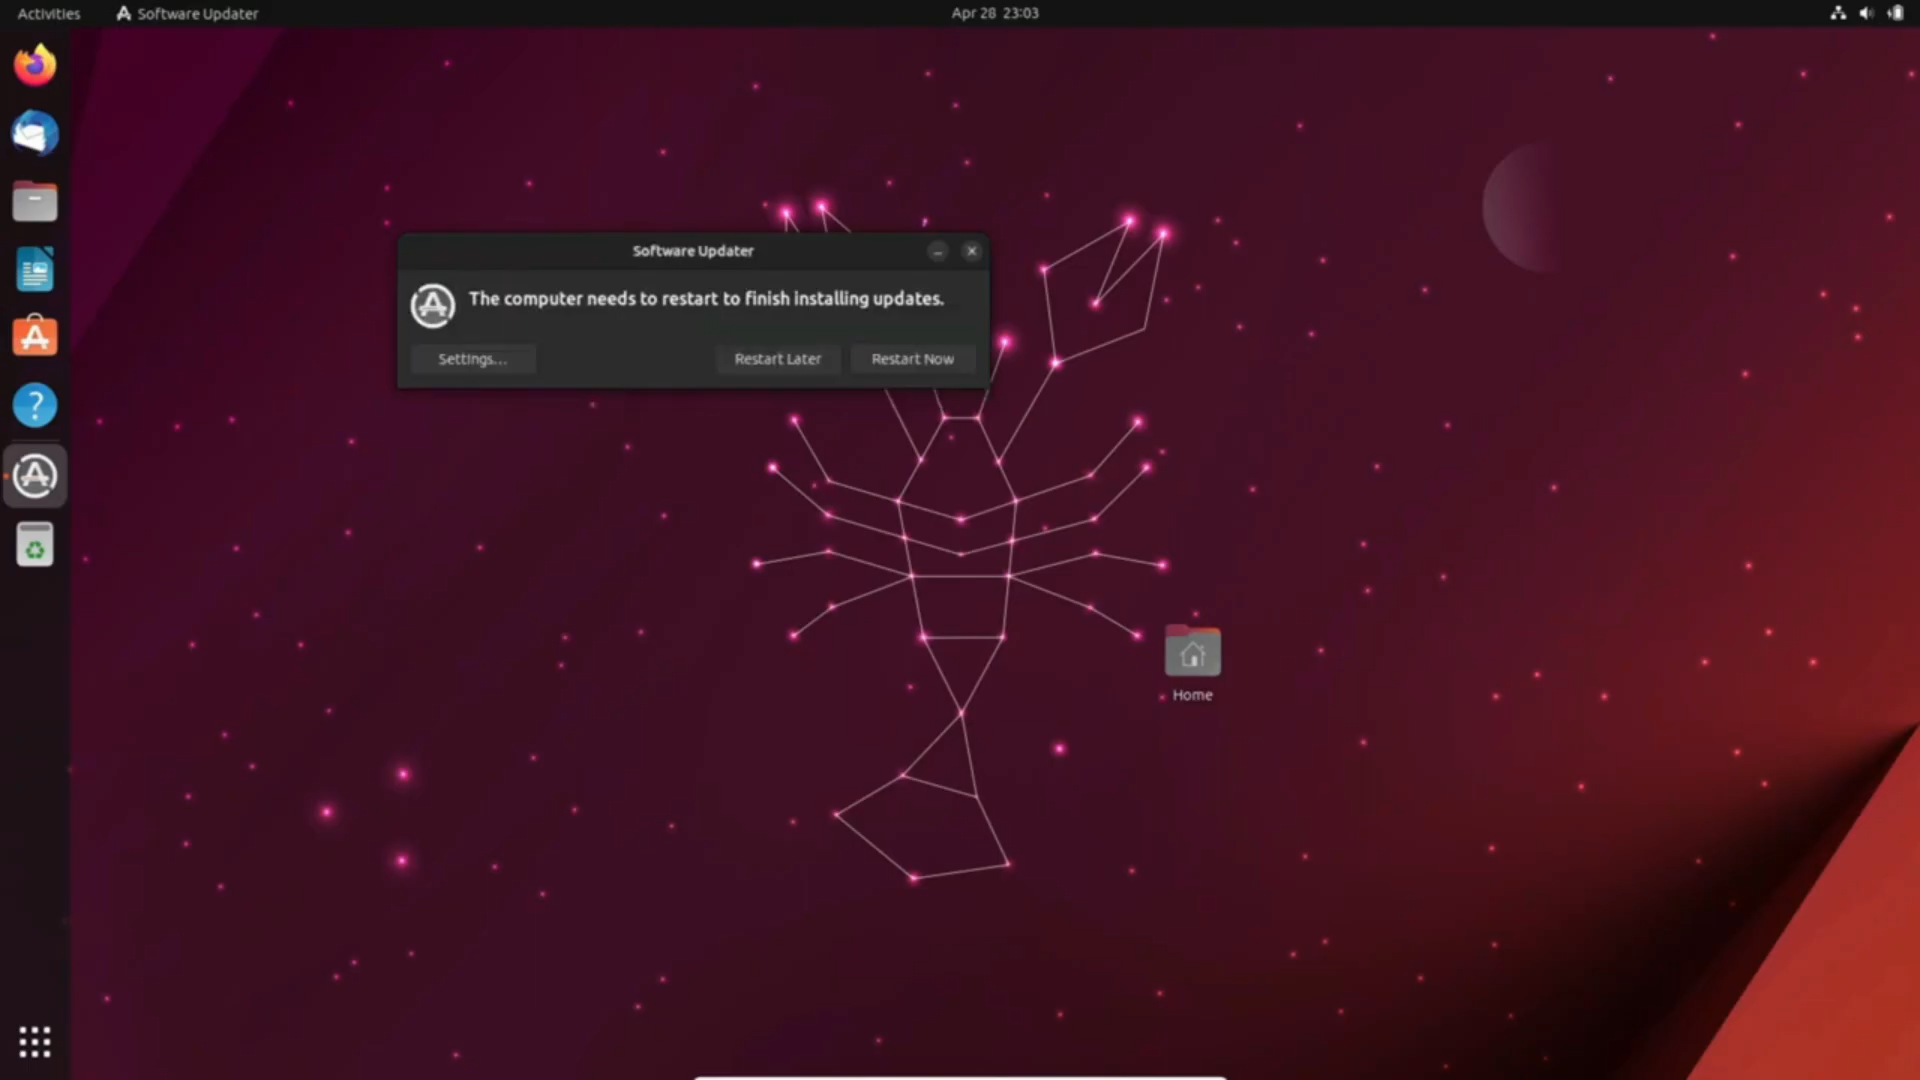 Activities Software Updater Apr 28 23:03
Software Updater
The computer needs to restart to finish installing updates.
Settings... Restart Later Restart Now
Home